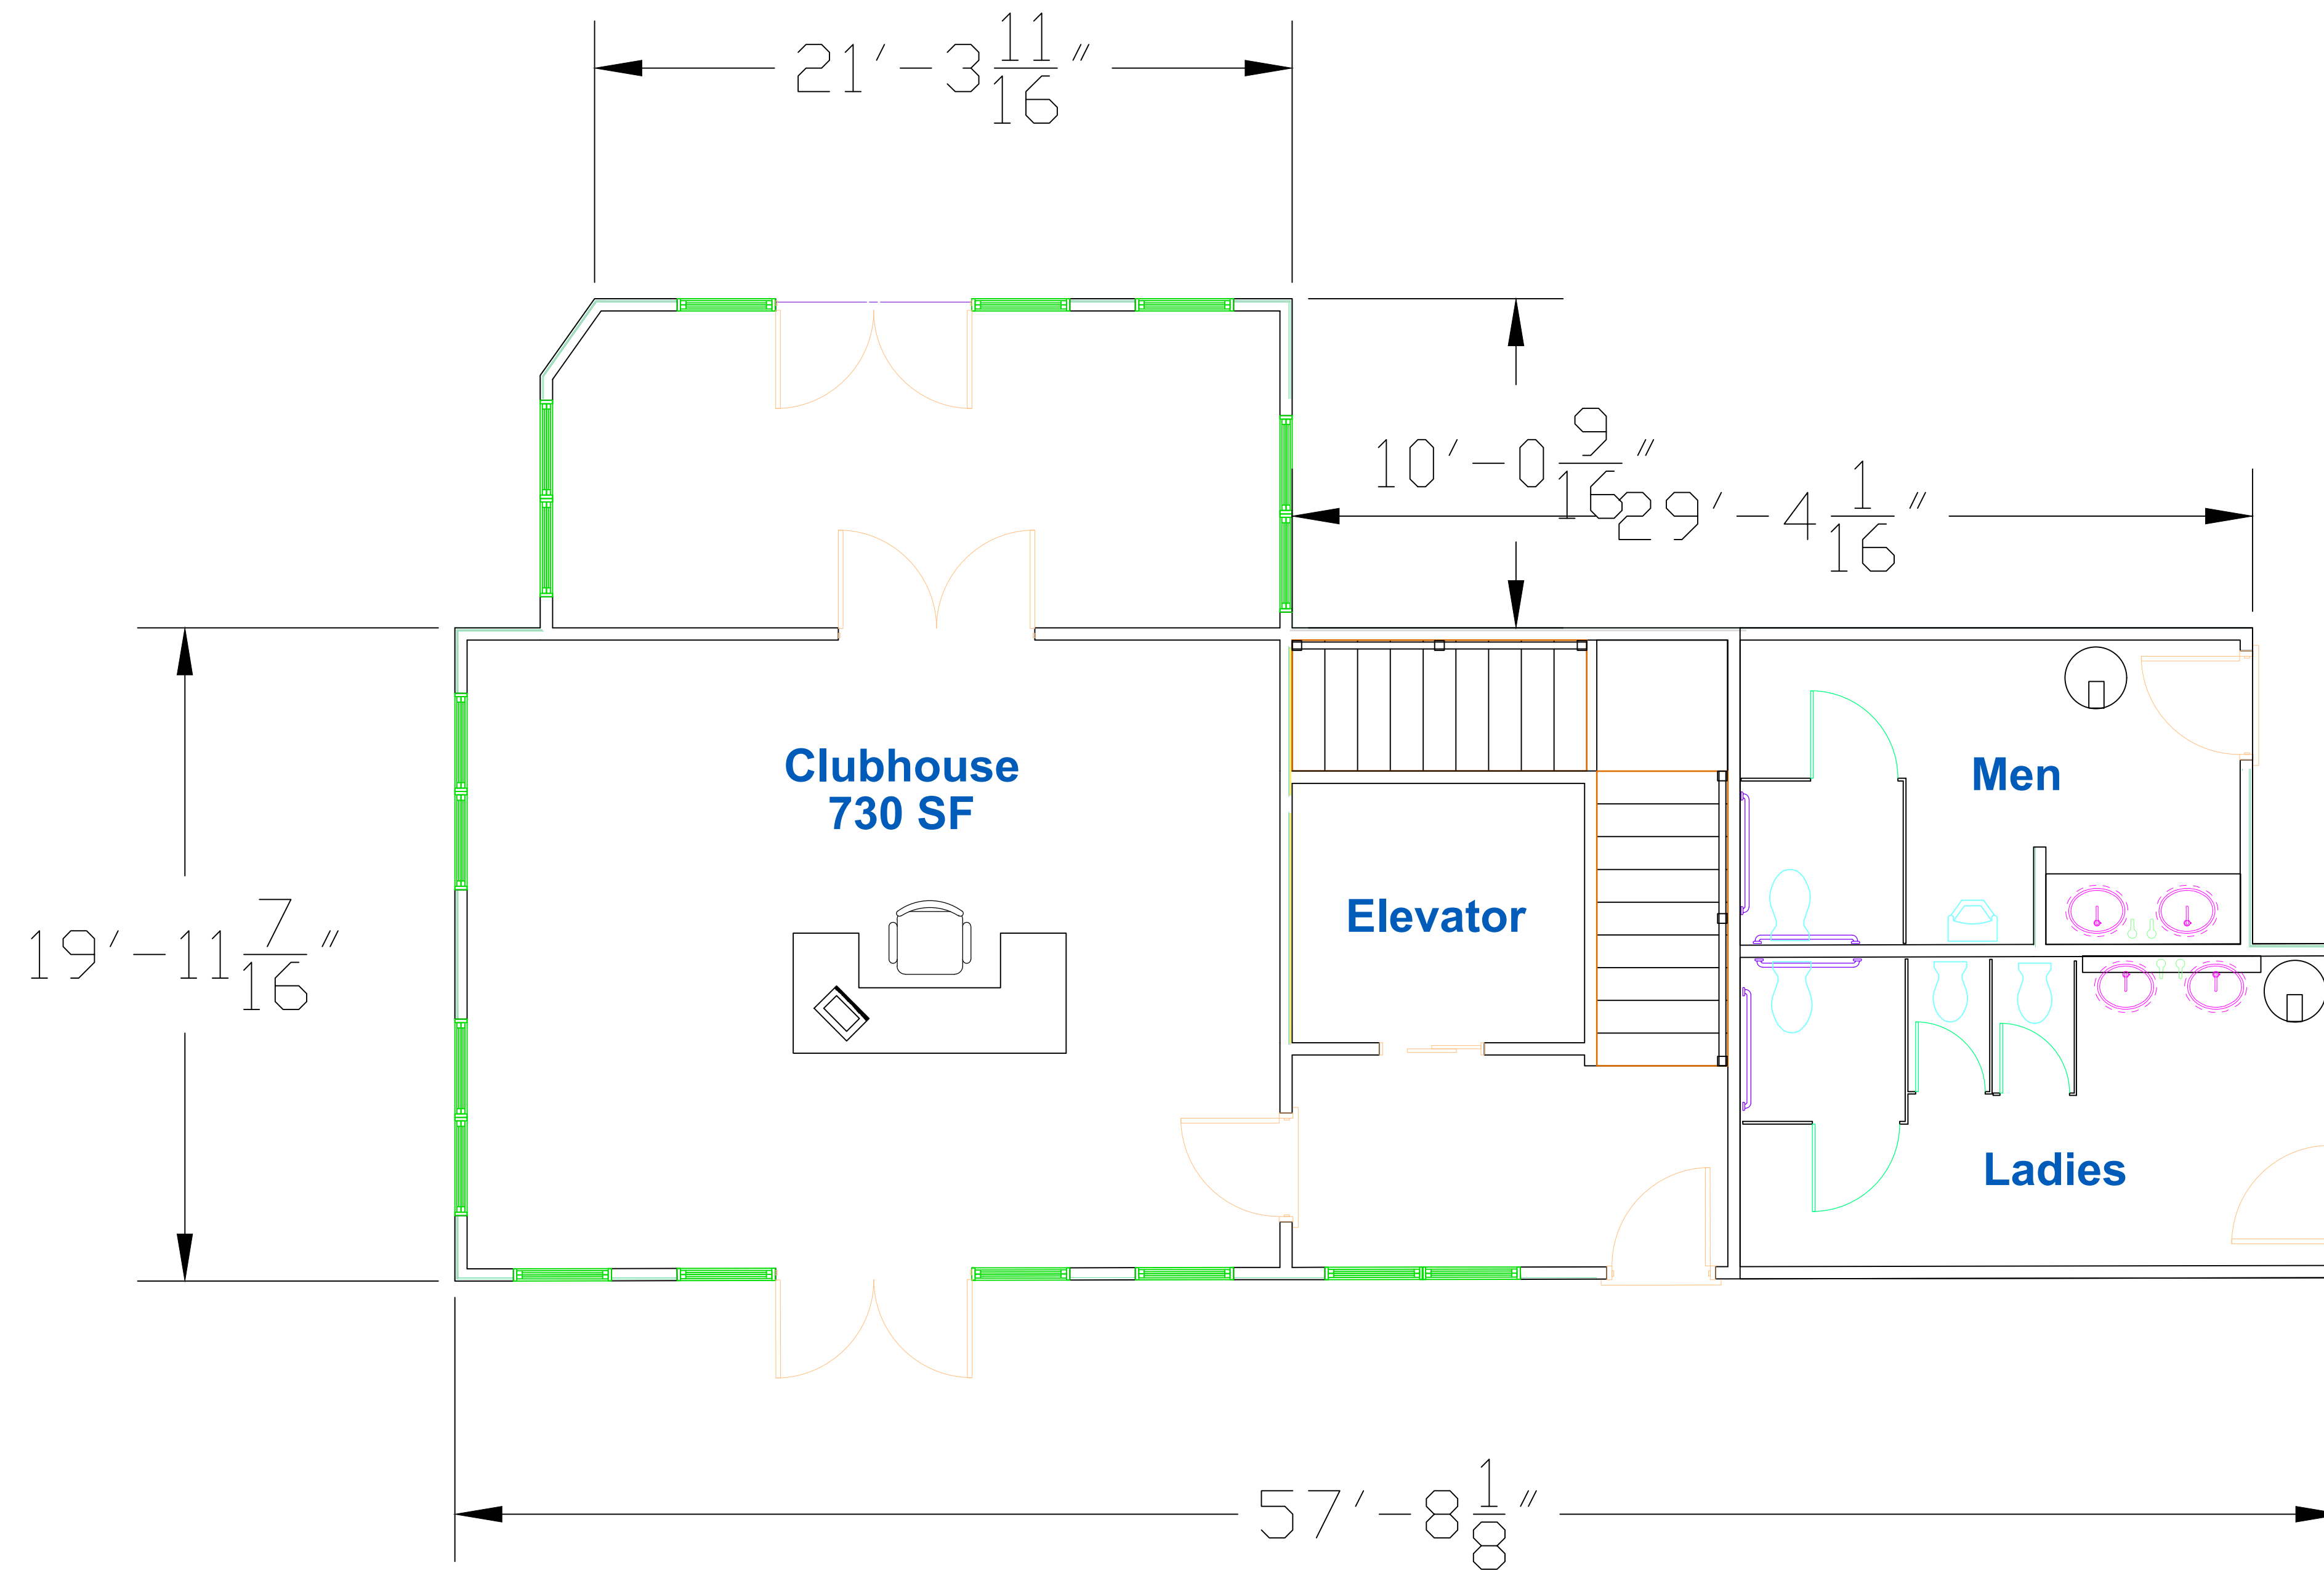 21'-3 11/16"
10'-0 9/16"
29'-4 1/16"
Clubhouse
730 SF
Men
Elevator
19'-11 7/16"
Ladies
57'-8 1/8"